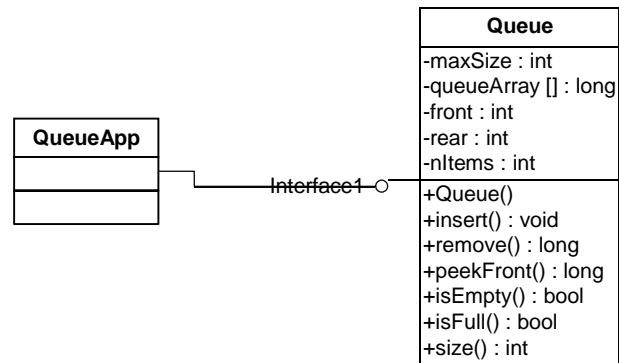 Queue
-maxSize : int
-queueArray [] : long
-front : int
-rear : int
-nItems : int
QueueApp
Interface1
+Queue()
+insert() : void
+remove() : long
+peekFront() : long
+isEmpty() : bool
+isFull() : bool
+size() : int